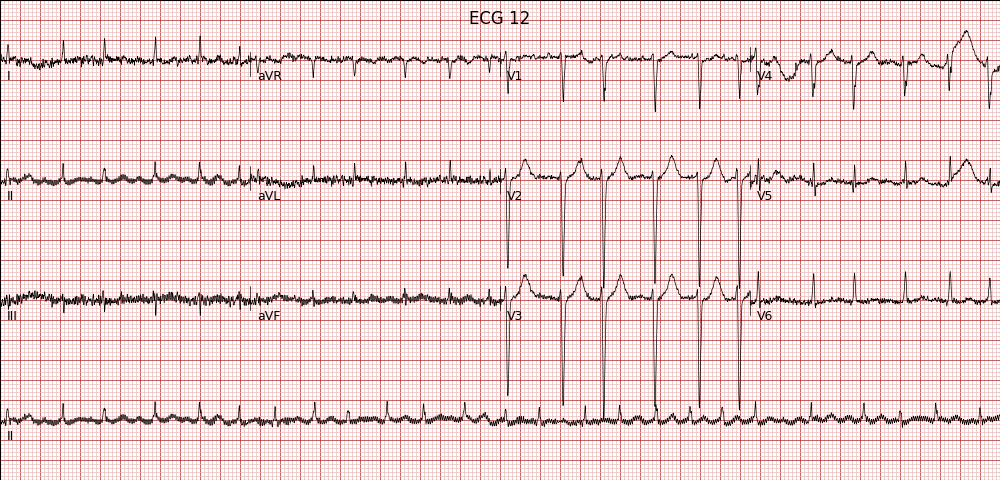 ECG 12
I aVR V1 V4
II aVL V2 V5
III aVF V3 V6
II